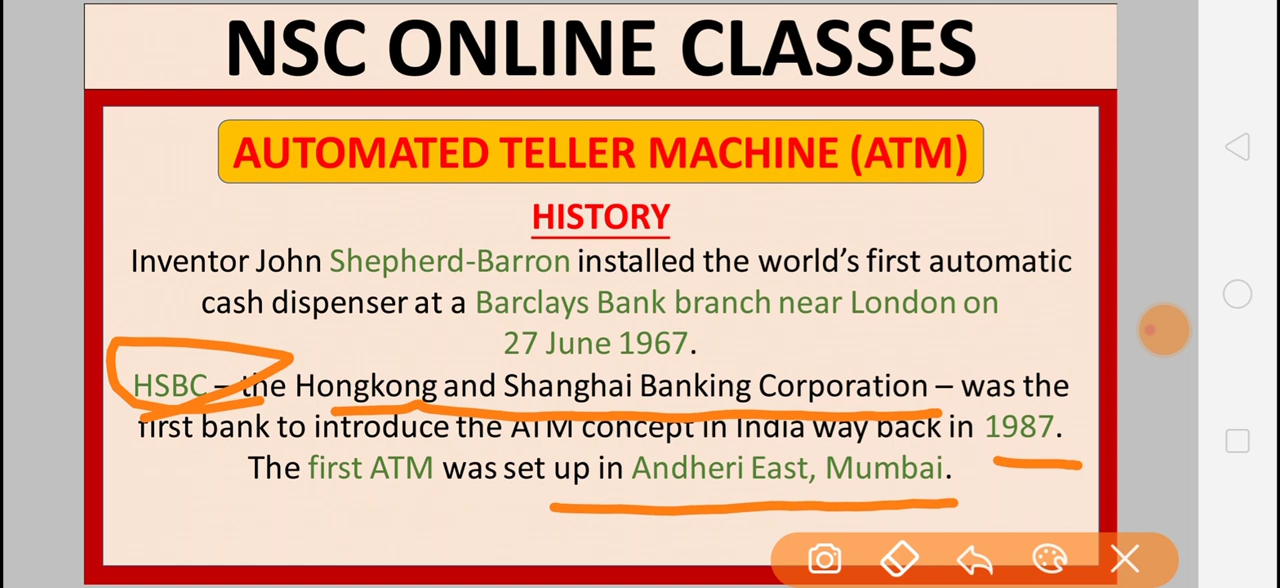 NSC ONLINE CLASSES
AUTOMATED TELLER MACHINE (ATM)
HISTORY
Inventor John Shepherd-Barron installed the world's first automatic
cash dispenser at a Barclays Bank branch near London on
27 June 1967.
HSBC – the Hongkong and Shanghai Banking Corporation – was the
first bank to introduce the ATM concept in India way back in 1987.
The first ATM was set up in Andheri East, Mumbai.